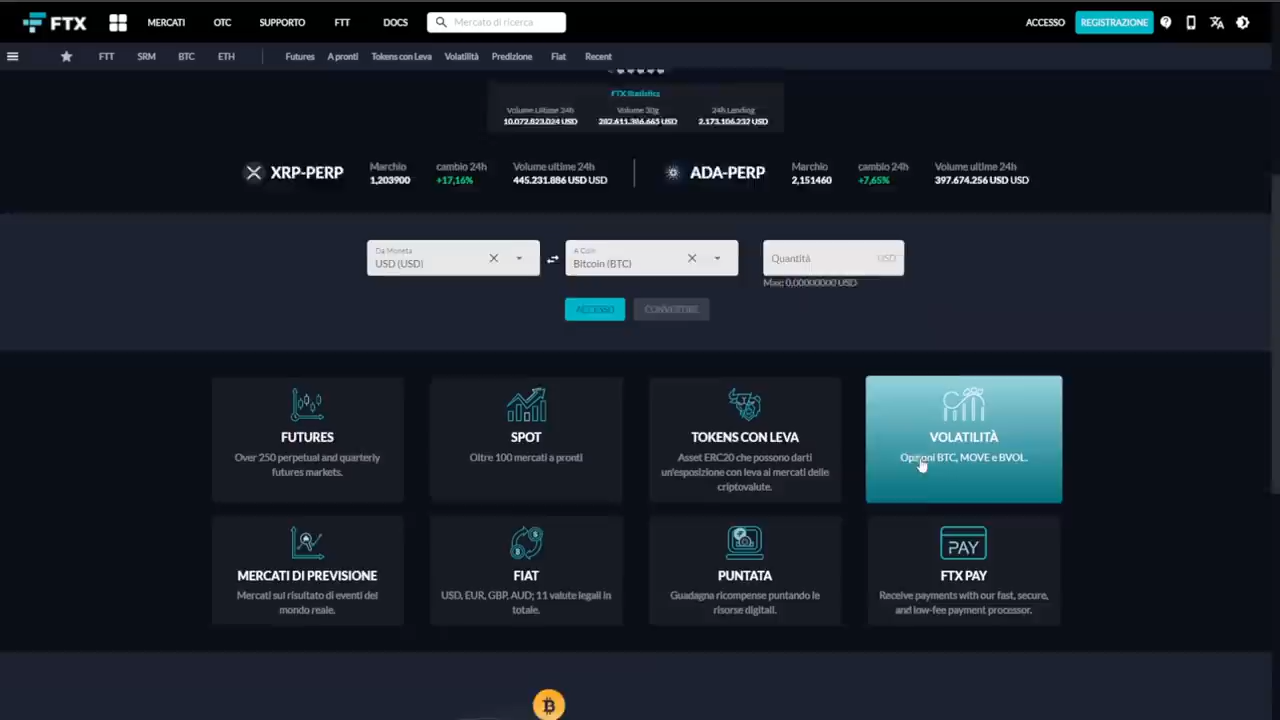 FTX MERCATI OTC SUPPORTO FTT DOCS Mercato di ricerca ACCESSO REGISTRAZIONE
FTT SRM BTC ETH Futures A pronti Tokens con Leva Volatilità Predizione Fiat Recent
FTX Statistics
Volume Ultime 24h Volume 30g 24h Lending
10.072.823.024 USD 282.611.386.665 USD 2.173.106.232 USD
XRP-PERP Marchio cambio 24h Volume ultime 24h ADA-PERP Marchio cambio 24h Volume ultime 24h
1,203900 +17,16% 445.231.886 USD USD 2,151460 +7,65% 397.674.256 USD USD
Da Moneta A Coin
USD (USD) Bitcoin (BTC) Quantità USD
Max: 0,00000000 USD
ACCESSO CONVERTIRE
FUTURES SPOT TOKENS CON LEVA VOLATILITÀ
Over 250 perpetual and quarterly Oltre 100 mercati a pronti Asset ERC20 che possono darti Opzioni BTC, MOVE e BVOL.
futures markets. un'esposizione con leva ai mercati delle
criptovalute.
PAY
MERCATI DI PREVISIONE FIAT PUNTATA FTX PAY
Mercati sul risultato di eventi del USD, EUR, GBP, AUD; 11 valute legali in Guadagna ricompense puntando le Receive payments with our fast, secure,
mondo reale. totale. risorse digitali. and low-fee payment processor.